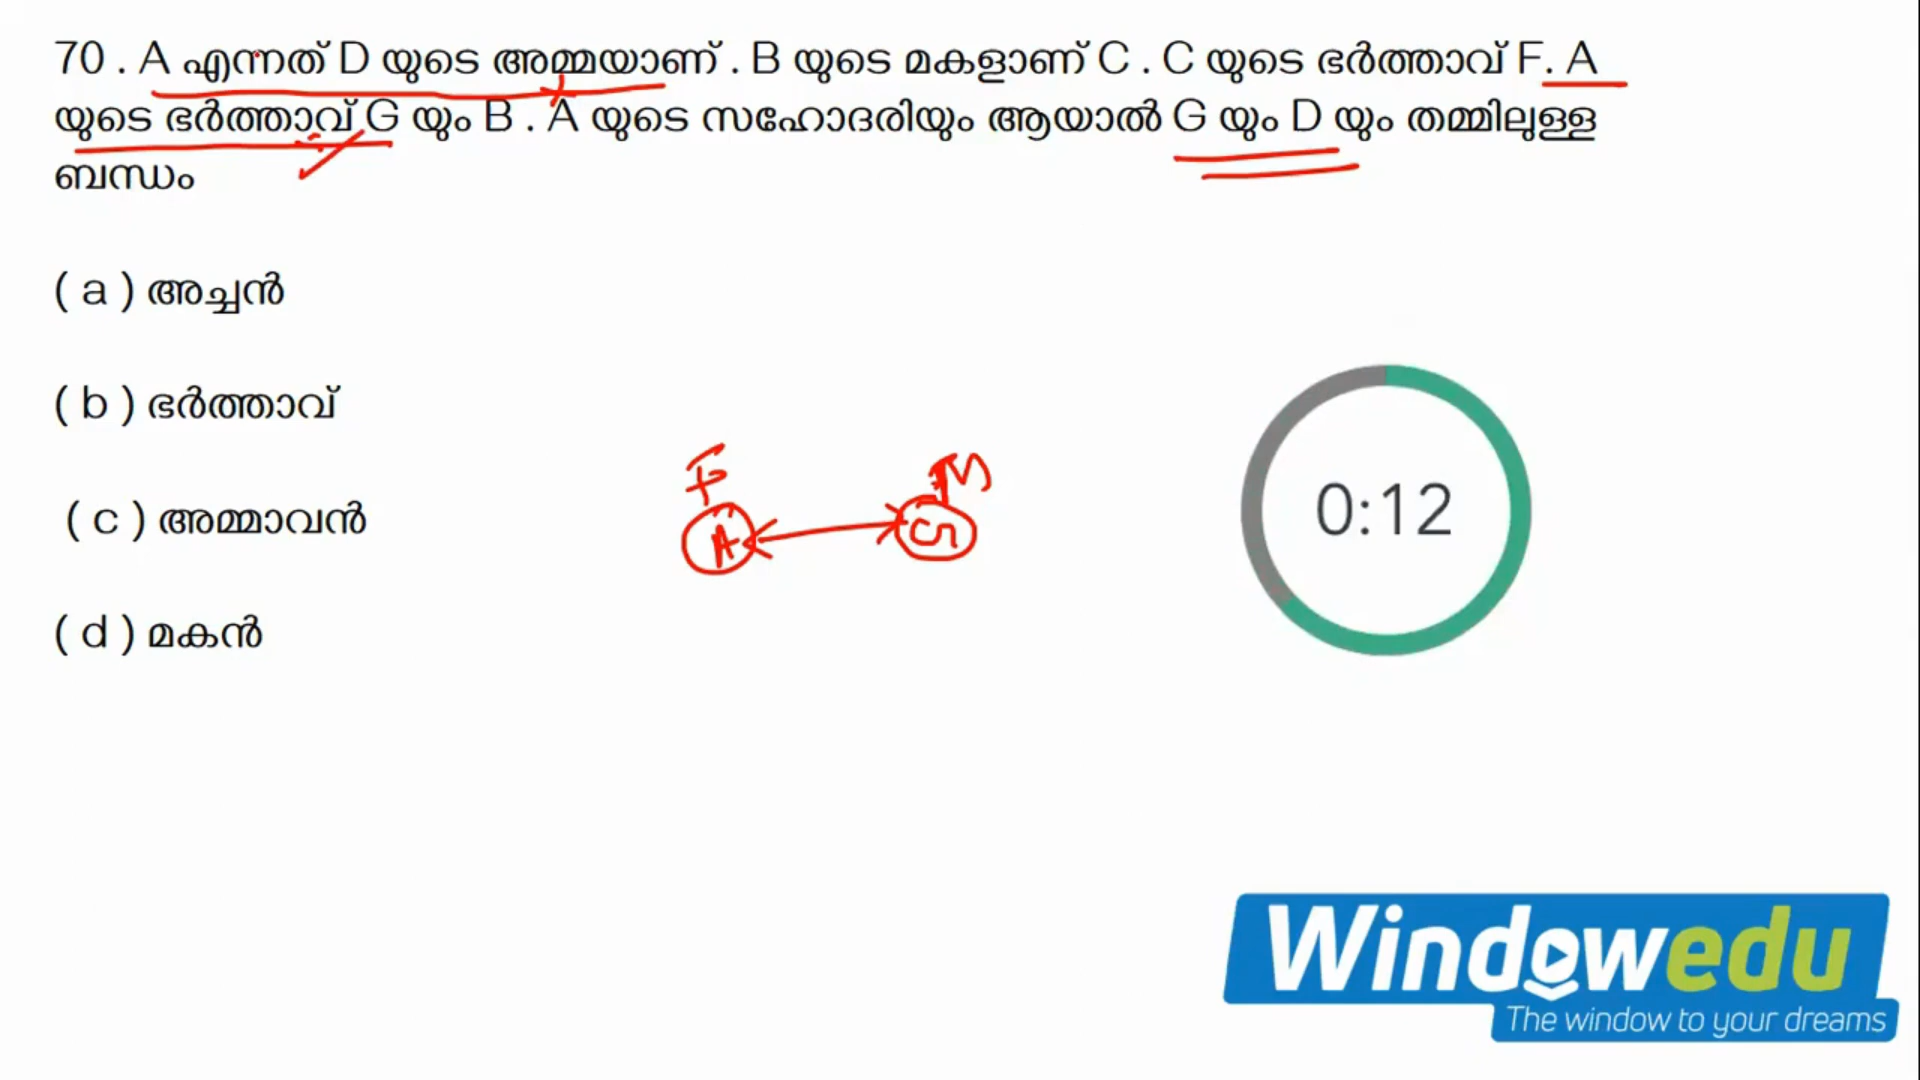 70 . A എന്നത് D യുടെ അമ്മയാണ് . B യുടെ മകളാണ് C . C യുടെ ഭർത്താവ് F. A
യുടെ ഭർത്താവ് G യും B . A യുടെ സഹോദരിയും ആയാൽ G യും D യും തമ്മിലുള്ള
ബന്ധം
( a ) അച്ചൻ
( b ) ഭർത്താവ്
( c ) അമ്മാവൻ
( d ) മകൻ
F M
A G
0:12
Windowedu
The window to your dreams